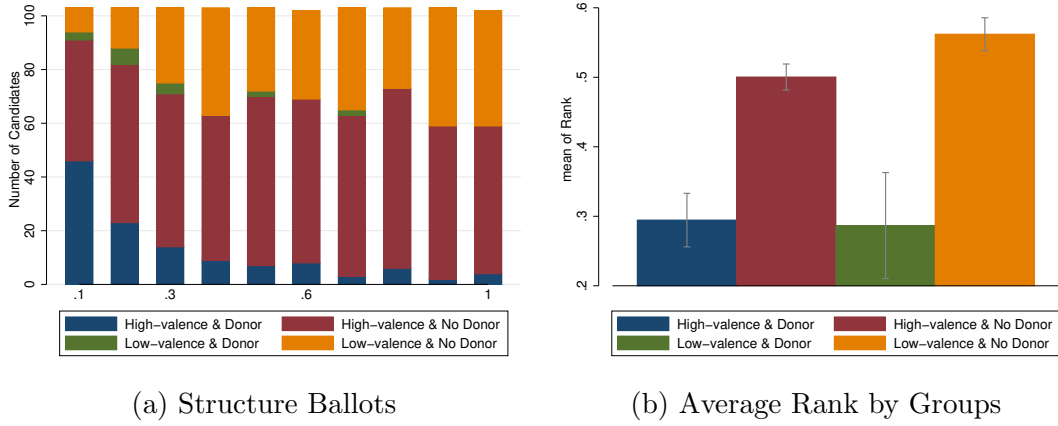 100
80
60
40
20
0
Number of Candidates
.1 .3 .6 1
High-valence & Donor High-valence & No Donor
Low-valence & Donor Low-valence & No Donor
(a) Structure Ballots
.6
.5
.4
.3
.2
mean of Rank
High-valence & Donor High-valence & No Donor
Low-valence & Donor Low-valence & No Donor
(b) Average Rank by Groups